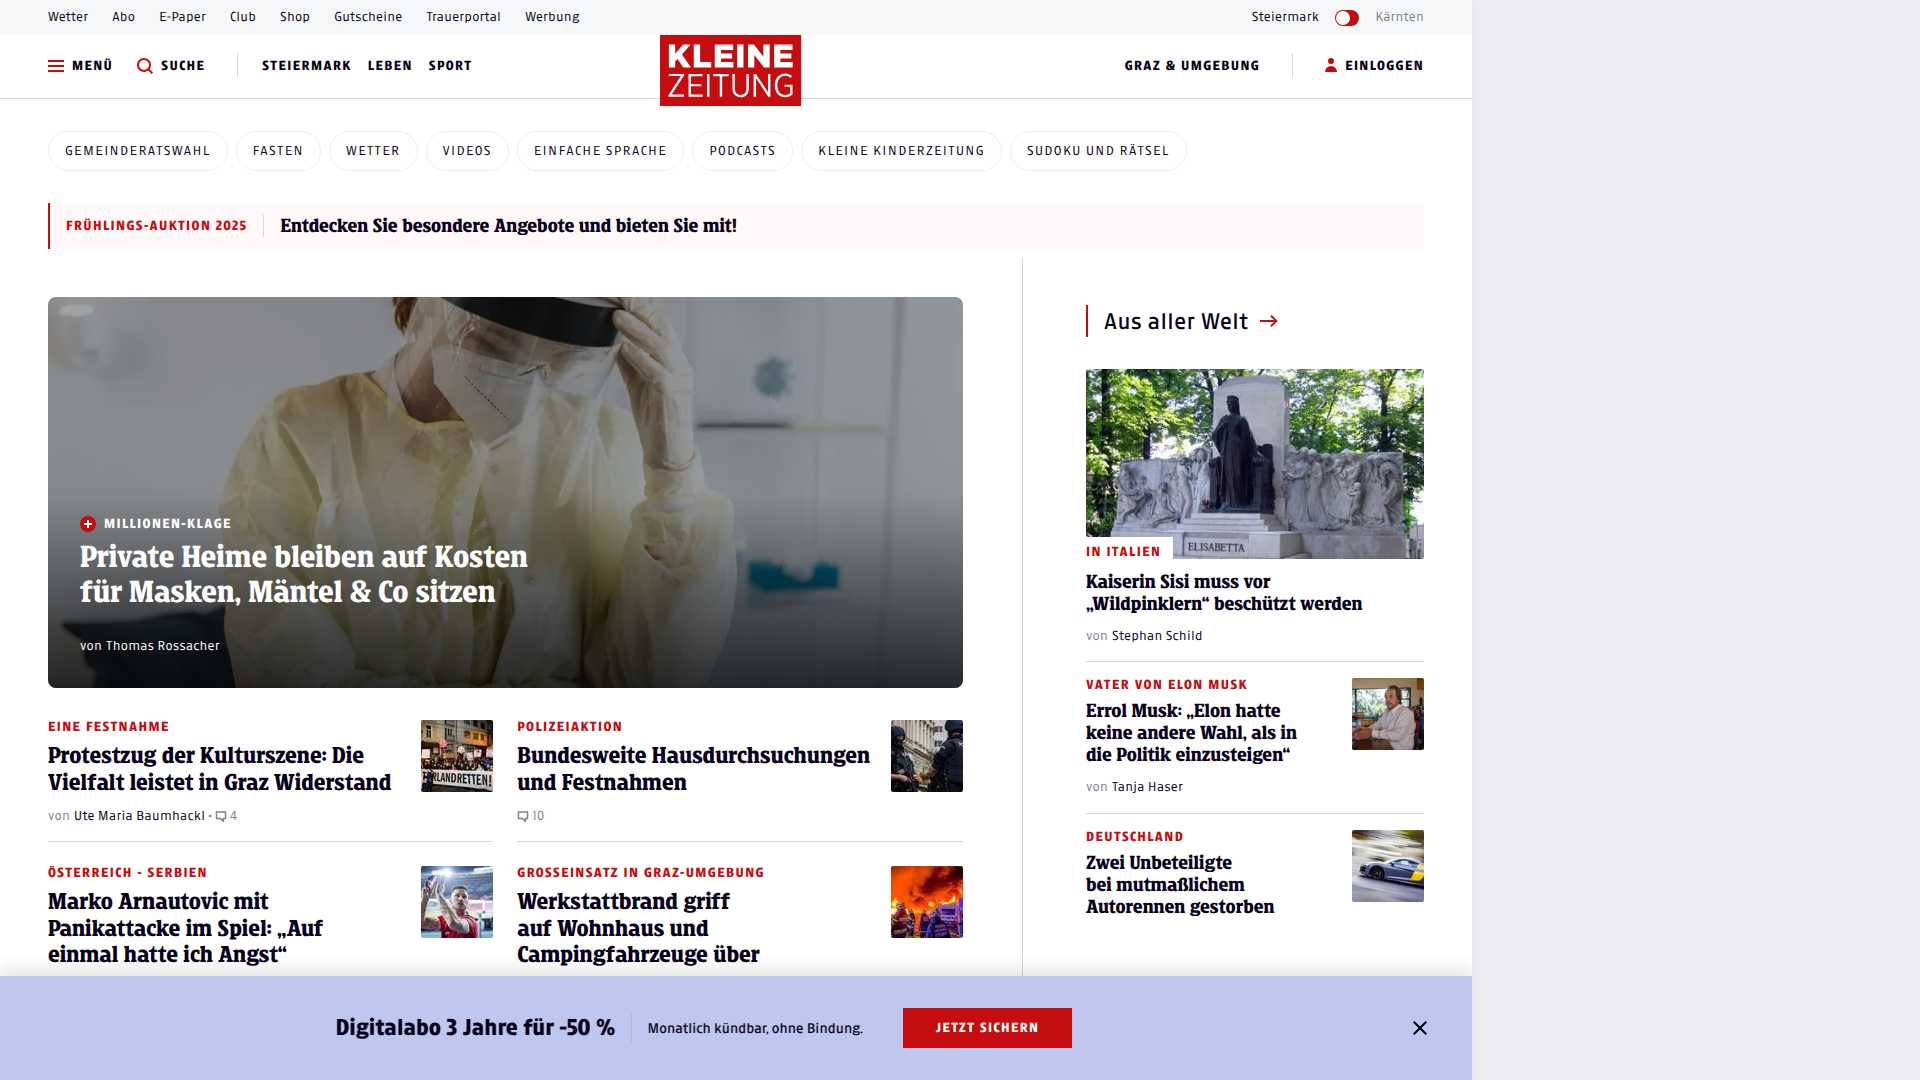 Wetter Abo E-Paper Club Shop Gutscheine Trauerportal Werbung Steiermark Kärnten
MENÜ SUCHE STEIERMARK LEBEN SPORT KLEINE ZEITUNG GRAZ & UMGEBUNG EINLOGGEN
GEMEINDERATSWAHL FASTEN WETTER VIDEOS EINFACHE SPRACHE PODCASTS KLEINE KINDERZEITUNG SUDOKU UND RÄTSEL
FRÜHLINGS-AUKTION 2025 Entdecken Sie besondere Angebote und bieten Sie mit!
MILLIONEN-KLAGE
Private Heime bleiben auf Kosten
für Masken, Mäntel & Co sitzen
von Thomas Rossacher
EINE FESTNAHME
Protestzug der Kulturszene: Die
Vielfalt leistet in Graz Widerstand
von Ute Maria Baumhackl • 4
RLANDRETTEN!
POLIZEIAKTION
Bundesweite Hausdurchsuchungen
und Festnahmen
10
ÖSTERREICH - SERBIEN
Marko Arnautovic mit
Panikattacke im Spiel: „Auf
einmal hatte ich Angst“
GROSSEINSATZ IN GRAZ-UMGEBUNG
Werkstattbrand griff
auf Wohnhaus und
Campingfahrzeuge über
Aus aller Welt
ELISABETTA
IN ITALIEN
Kaiserin Sisi muss vor
„Wildpinklern“ beschützt werden
von Stephan Schild
VATER VON ELON MUSK
Errol Musk: „Elon hatte
keine andere Wahl, als in
die Politik einzusteigen“
von Tanja Haser
DEUTSCHLAND
Zwei Unbeteiligte
bei mutmaßlichem
Autorennen gestorben
Digitalabo 3 Jahre für -50 % Monatlich kündbar, ohne Bindung. JETZT SICHERN